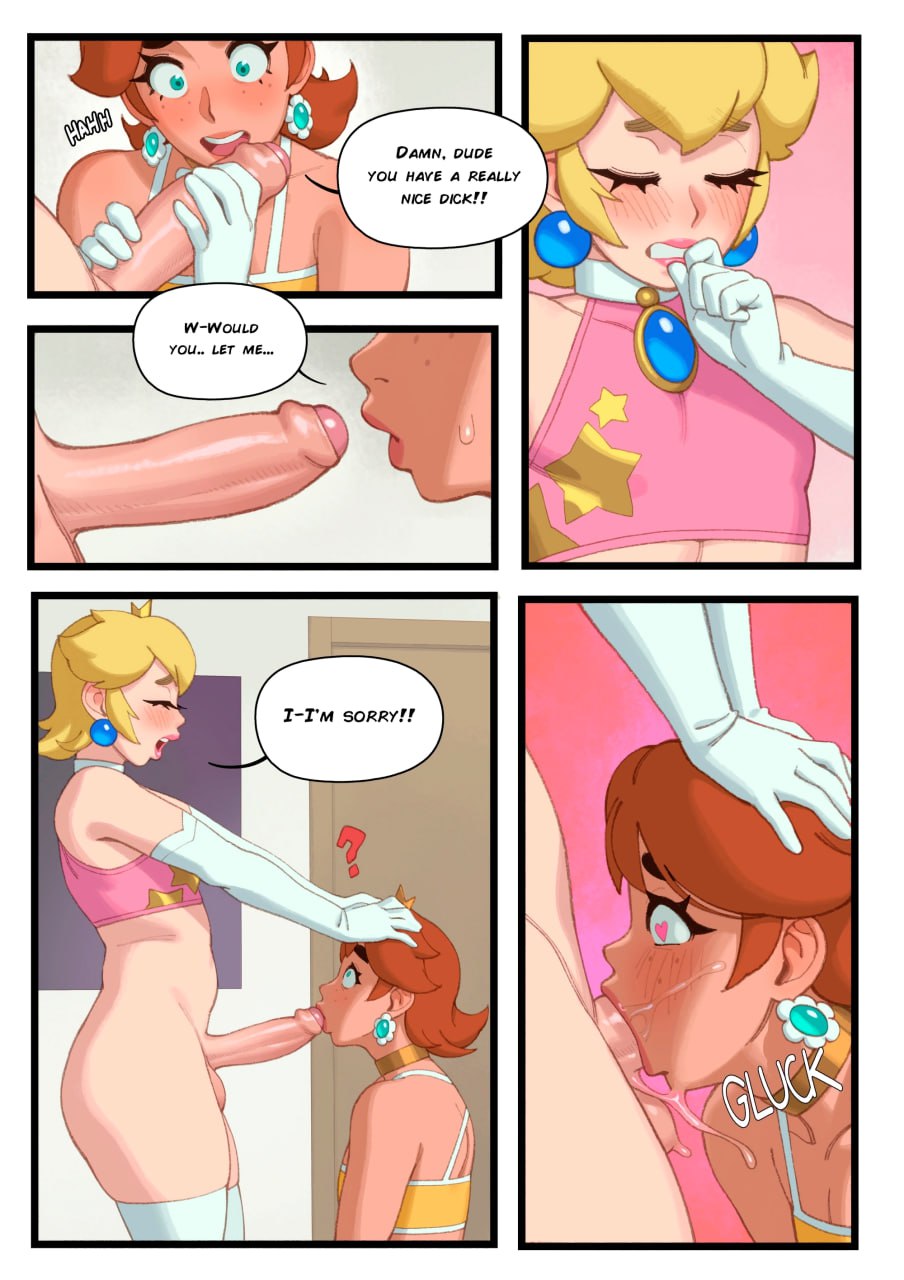 HAHH
DAMN, DUDE
YOU HAVE A REALLY
NICE DICK!!
W-WOULD
YOU.. LET ME...
I-I'M SORRY!!
?
GLUCK